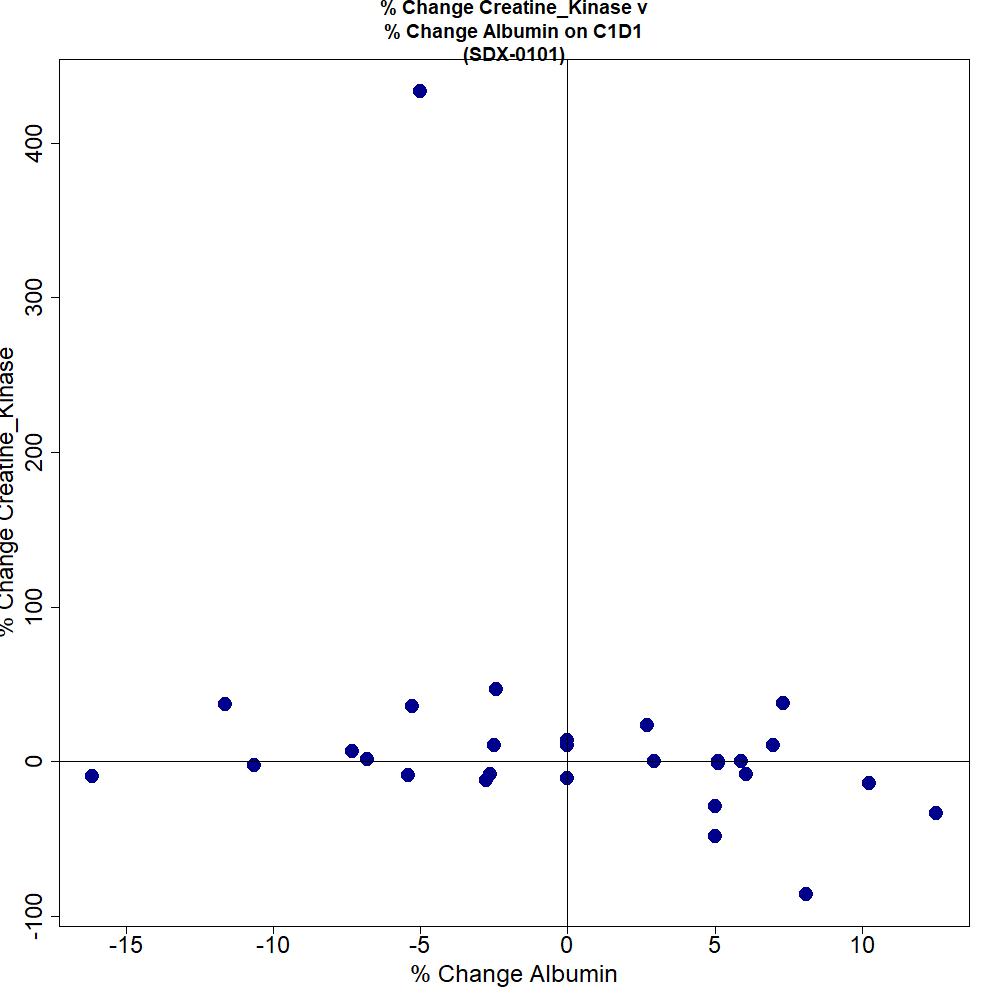 % Change Creatine_Kinase v
% Change Albumin on C1D1
(SDX-0101)
% Change Creatine_Kinase
400
300
200
100
0
-100
-15
-10
-5
0
5
10
% Change Albumin